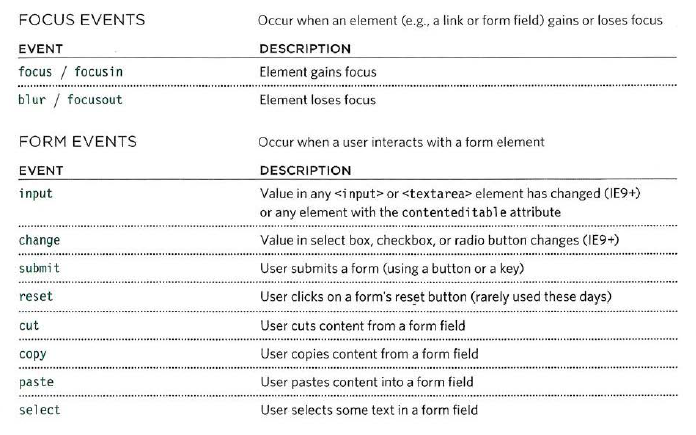 FOCUS EVENTS Occur when an element (e.g., a link or form field) gains or loses focus
EVENT DESCRIPTION
focus / focusin Element gains focus
blur / focusout Element loses focus
FORM EVENTS Occur when a user interacts with a form element
EVENT DESCRIPTION
input Value in any <input> or <textarea> element has changed (IE9+)
or any element with the contenteditable attribute
change Value in select box, checkbox, or radio button changes (IE9+)
submit User submits a form (using a button or a key)
reset User clicks on a form's reset button (rarely used these days)
cut User cuts content from a form field
copy User copies content from a form field
paste User pastes content into a form field
select User selects some text in a form field